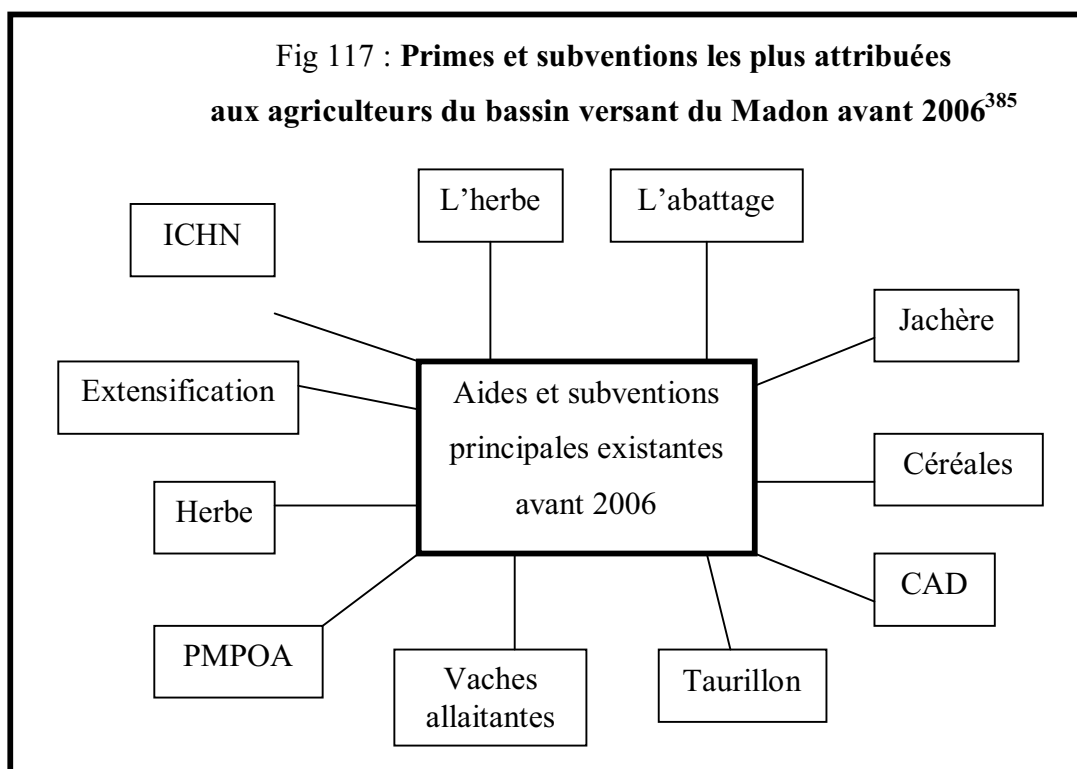 Fig 117 : Primes et subventions les plus attribuées
aux agriculteurs du bassin versant du Madon avant 2006³⁸⁵
L’herbe
L’abattage
ICHN
Jachère
Extensification
Aides et subventions
principales existantes
avant 2006
Céréales
Herbe
CAD
PMPOA
Vaches
allaitantes
Taurillon